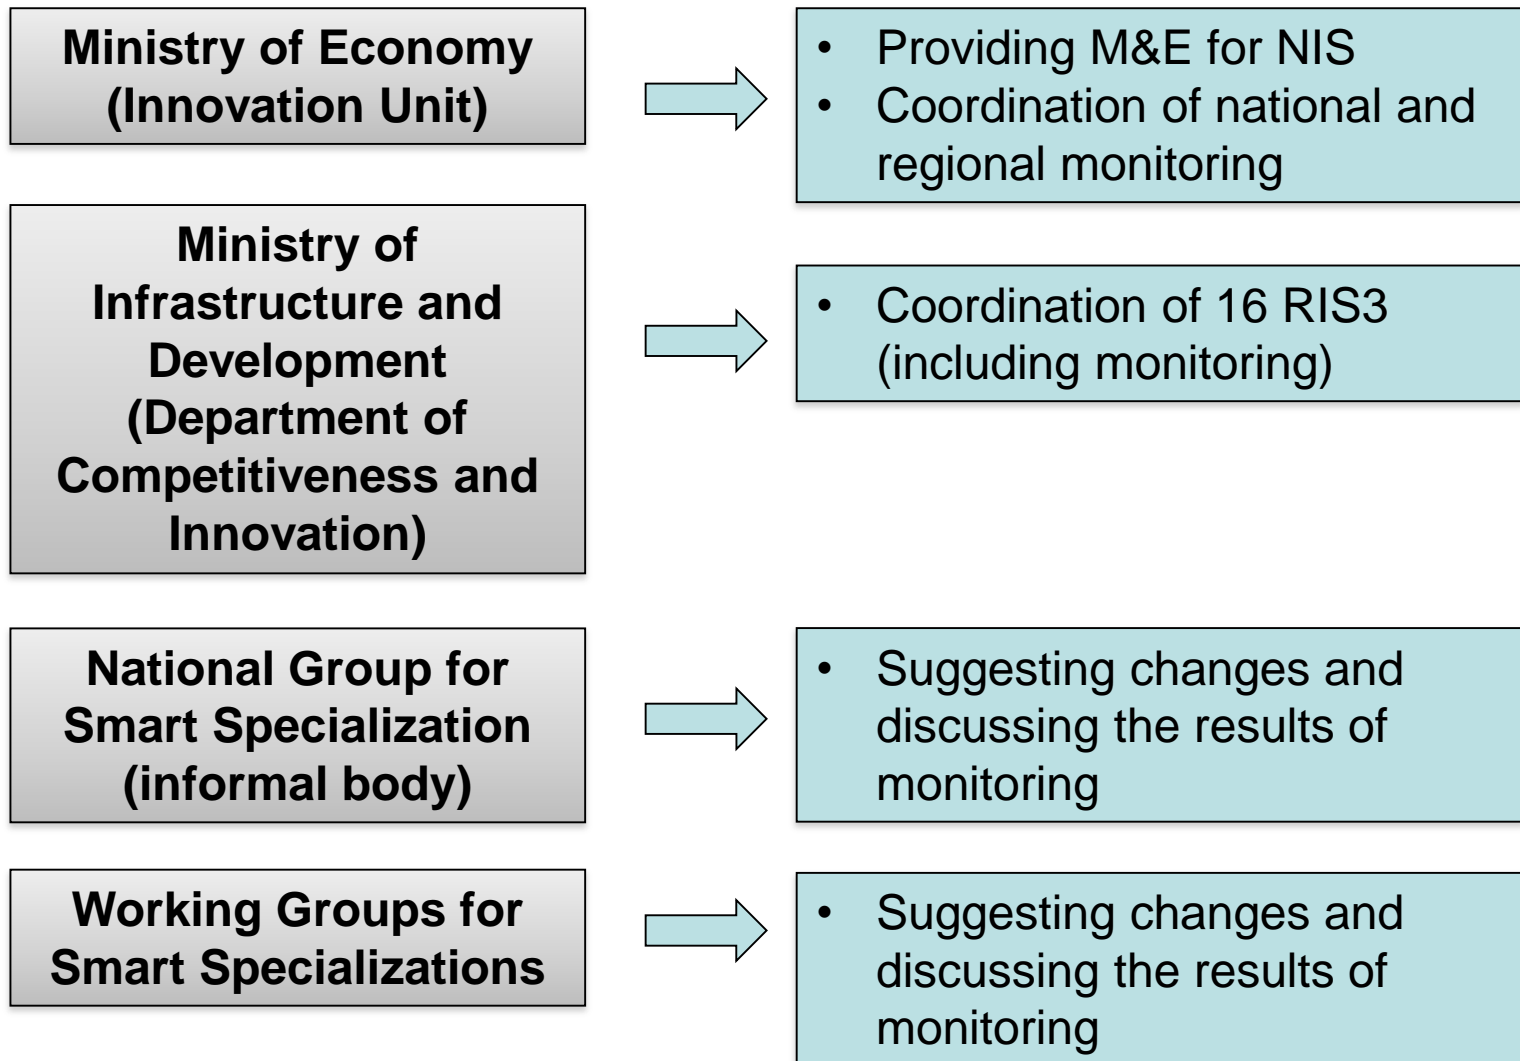 Ministry of Economy
(Innovation Unit)
• Providing M&E for NIS
• Coordination of national and
regional monitoring
Ministry of
Infrastructure and
Development
(Department of
Competitiveness and
Innovation)
• Coordination of 16 RIS3
(including monitoring)
National Group for
Smart Specialization
(informal body)
• Suggesting changes and
discussing the results of
monitoring
Working Groups for
Smart Specializations
• Suggesting changes and
discussing the results of
monitoring